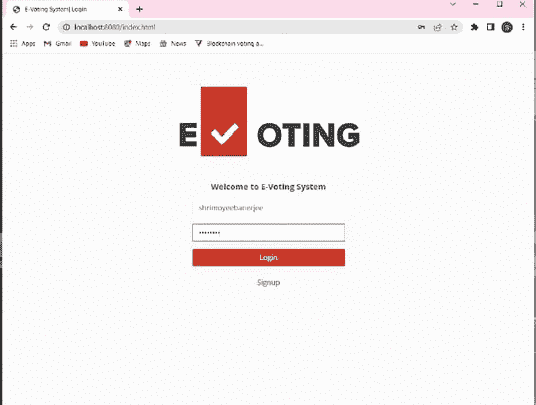 E-Voting System| Login
localhost:8080/index.html
Apps Gmail YouTube Maps News Blockchain voting a...
E OTING
Welcome to E-Voting System
shrimoyeebanerjee
••••••••
Login
Signup